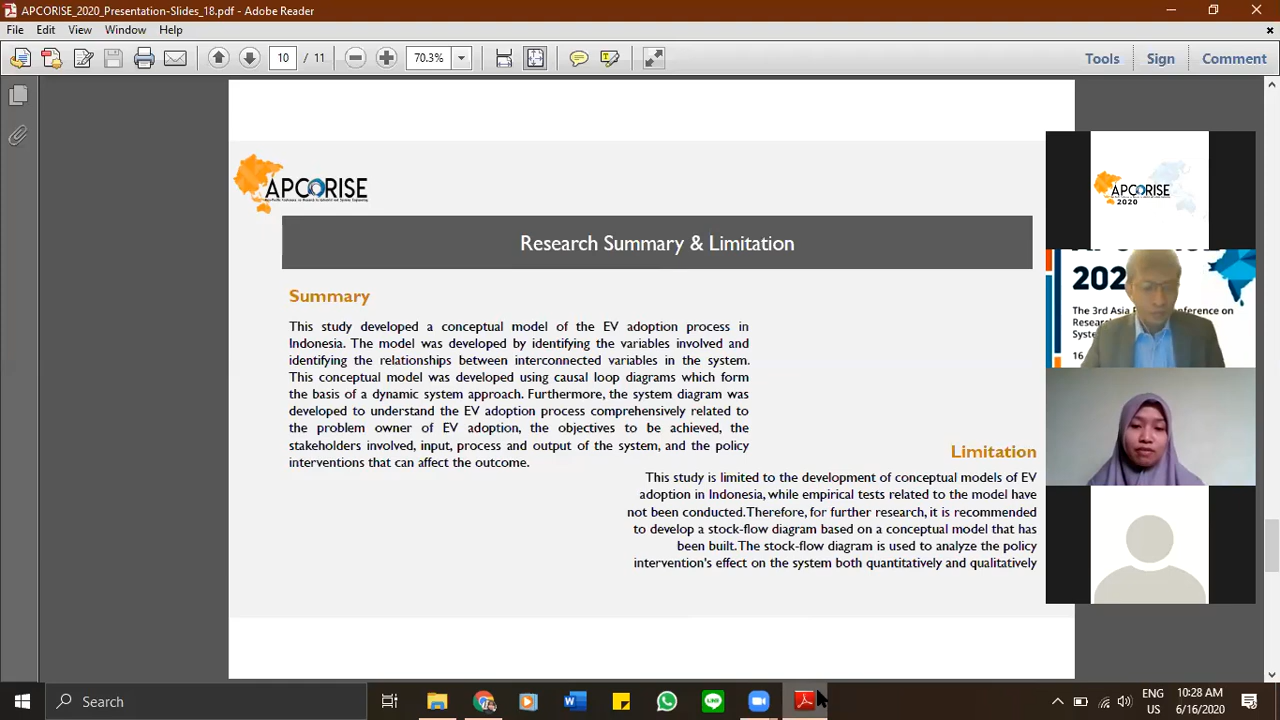 APCORISE_2020_Presentation-Slides_18.pdf - Adobe Reader
File Edit View Window Help
10 / 11 70.3% Tools Sign Comment
APCORISE
Research Summary & Limitation
Summary
This study developed a conceptual model of the EV adoption process in
Indonesia. The model was developed by identifying the variables involved and
identifying the relationships between interconnected variables in the system.
This conceptual model was developed using causal loop diagrams which form
the basis of a dynamic system approach. Furthermore, the system diagram was
developed to understand the EV adoption process comprehensively related to
the problem owner of EV adoption, the objectives to be achieved, the
stakeholders involved, input, process and output of the system, and the policy
interventions that can affect the outcome.
Limitation
This study is limited to the development of conceptual models of EV
adoption in Indonesia, while empirical tests related to the model have
not been conducted.Therefore, for further research, it is recommended
to develop a stock-flow diagram based on a conceptual model that has
been built.The stock-flow diagram is used to analyze the policy
intervention's effect on the system both quantitatively and qualitatively
APCORISE
2020
202
The 3rd Asia ference on
Resear
Syste
16
Search
ENG
E
10:28 AM
6/16/2020